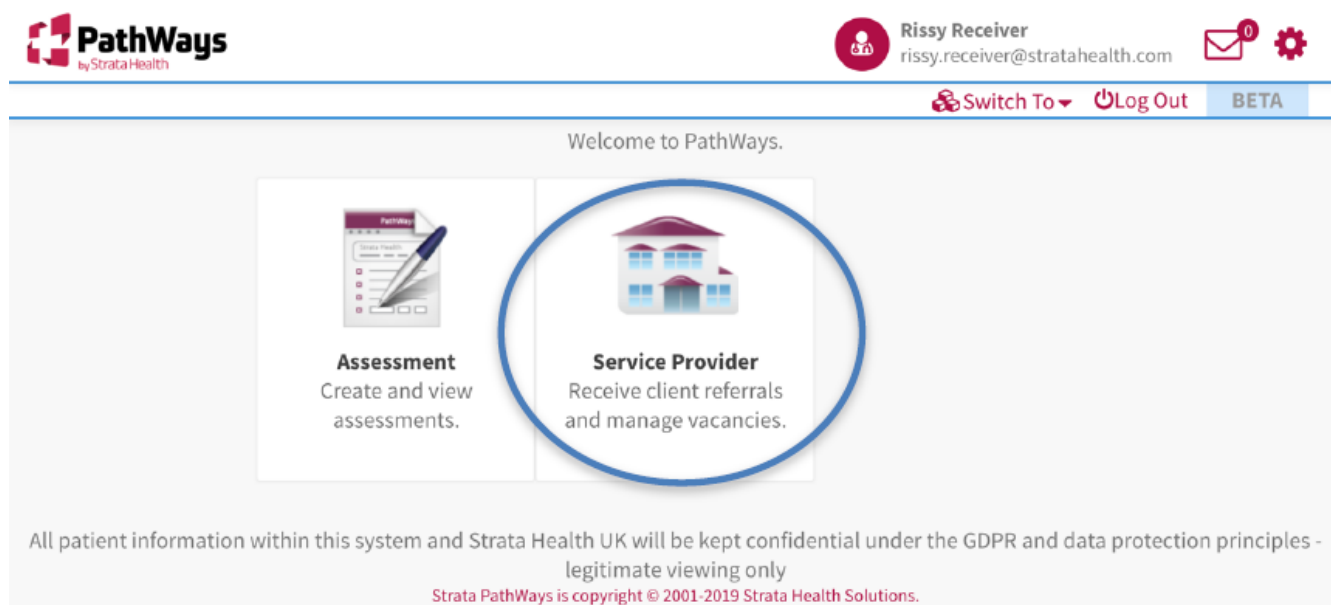 PathWays
by Strata Health
Rissy Receiver
rissy.receiver@stratahealth.com
0
Switch To
Log Out
BETA
Welcome to PathWays.
PathWays
Strata Health
Assessment
Create and view
assessments.
Service Provider
Receive client referrals
and manage vacancies.
All patient information within this system and Strata Health UK will be kept confidential under the GDPR and data protection principles -
legitimate viewing only
Strata PathWays is copyright © 2001-2019 Strata Health Solutions.